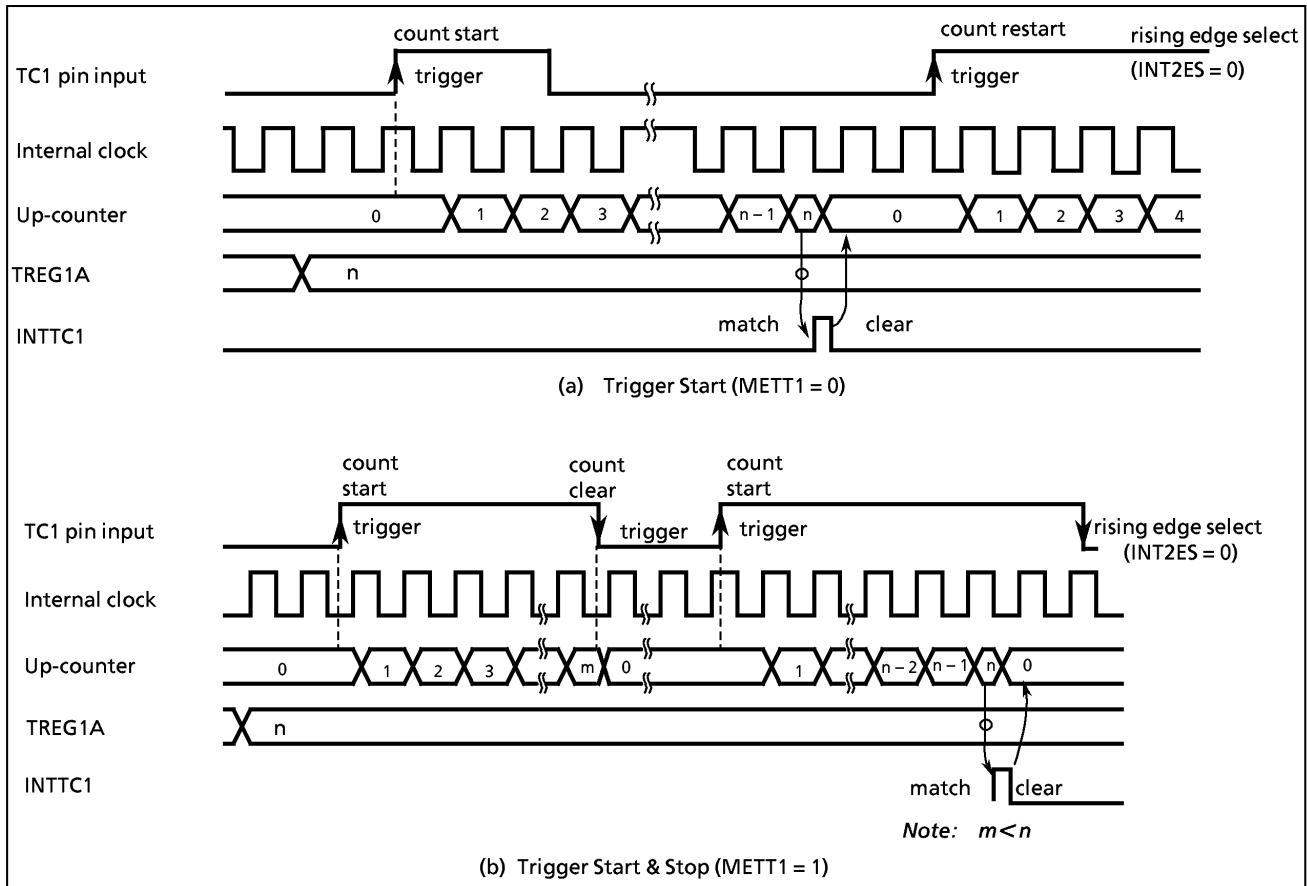 count start
count restart
rising edge select
TC1 pin input
trigger
trigger
(INT2ES = 0)
Internal clock
Up-counter
0
1
2
3
n – 1
n
0
1
2
3
4
TREG1A
n
INTTC1
match
clear
(a) Trigger Start (METT1 = 0)
count
start
count
clear
count
start
TC1 pin input
trigger
trigger
trigger
rising edge select
(INT2ES = 0)
Internal clock
Up-counter
0
1
2
3
m
0
1
n – 2
n – 1
n
0
TREG1A
n
INTTC1
match
clear
Note: m<n
(b) Trigger Start & Stop (METT1 = 1)